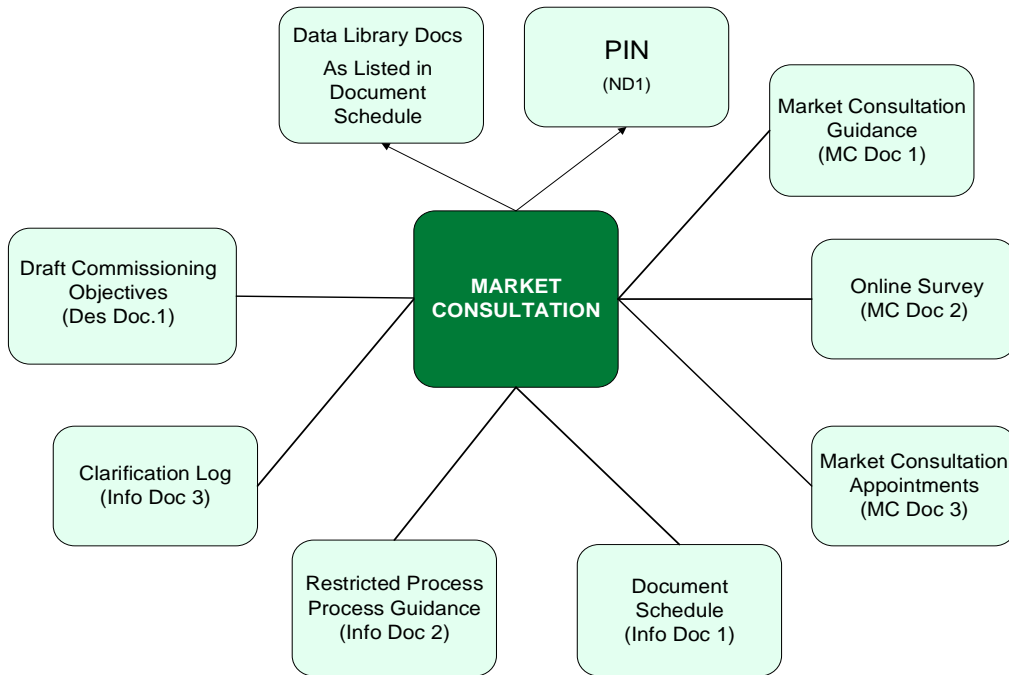 Data Library Docs
As Listed in
Document
Schedule
PIN
(ND1)
Market Consultation
Guidance
(MC Doc 1)
Draft Commissioning
Objectives
(Des Doc.1)
MARKET
CONSULTATION
Online Survey
(MC Doc 2)
Clarification Log
(Info Doc 3)
Market Consultation
Appointments
(MC Doc 3)
Restricted Process
Process Guidance
(Info Doc 2)
Document
Schedule
(Info Doc 1)